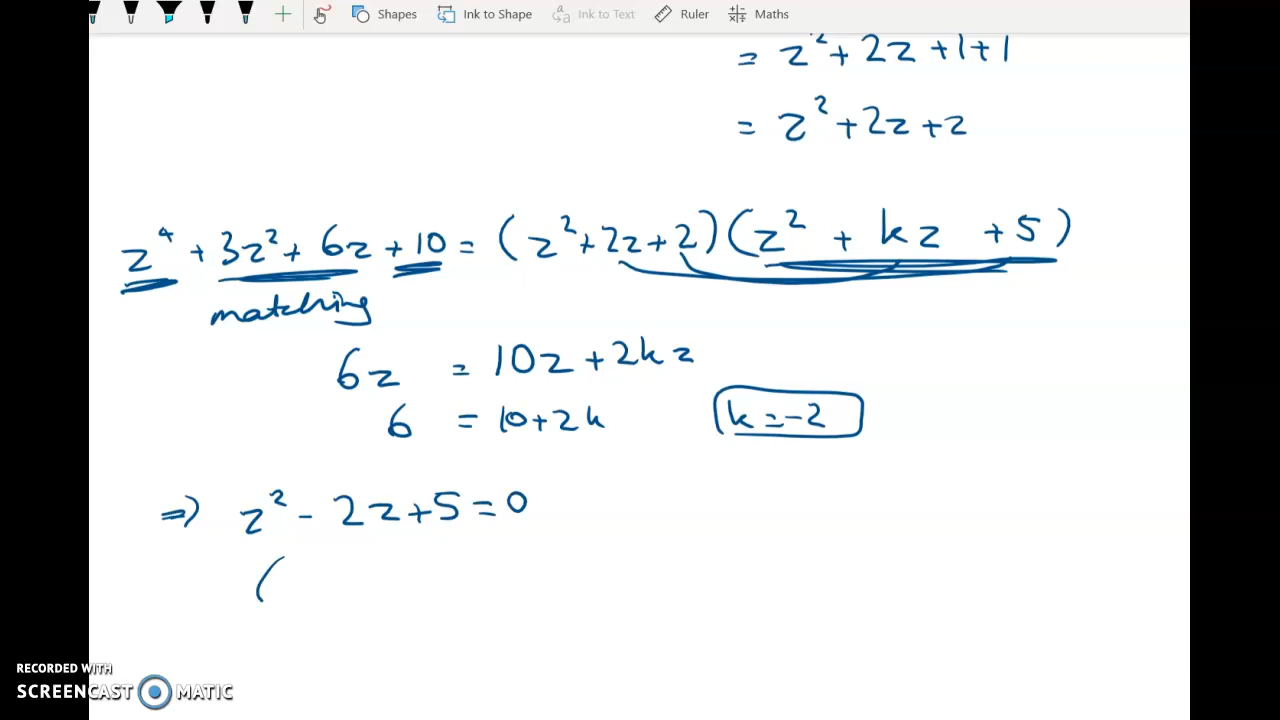 Shapes Ink to Shape Ink to Text Ruler Maths
= z² + 2z + 1 + 1
= z² + 2z + 2
z⁴ + 3z² + 6z + 10 = (z² + 2z + 2)(z² + kz + 5)
matching
6z = 10z + 2kz
6 = 10 + 2k k = -2
⇒ z² - 2z + 5 = 0
(
RECORDED WITH
SCREENCAST MATIC